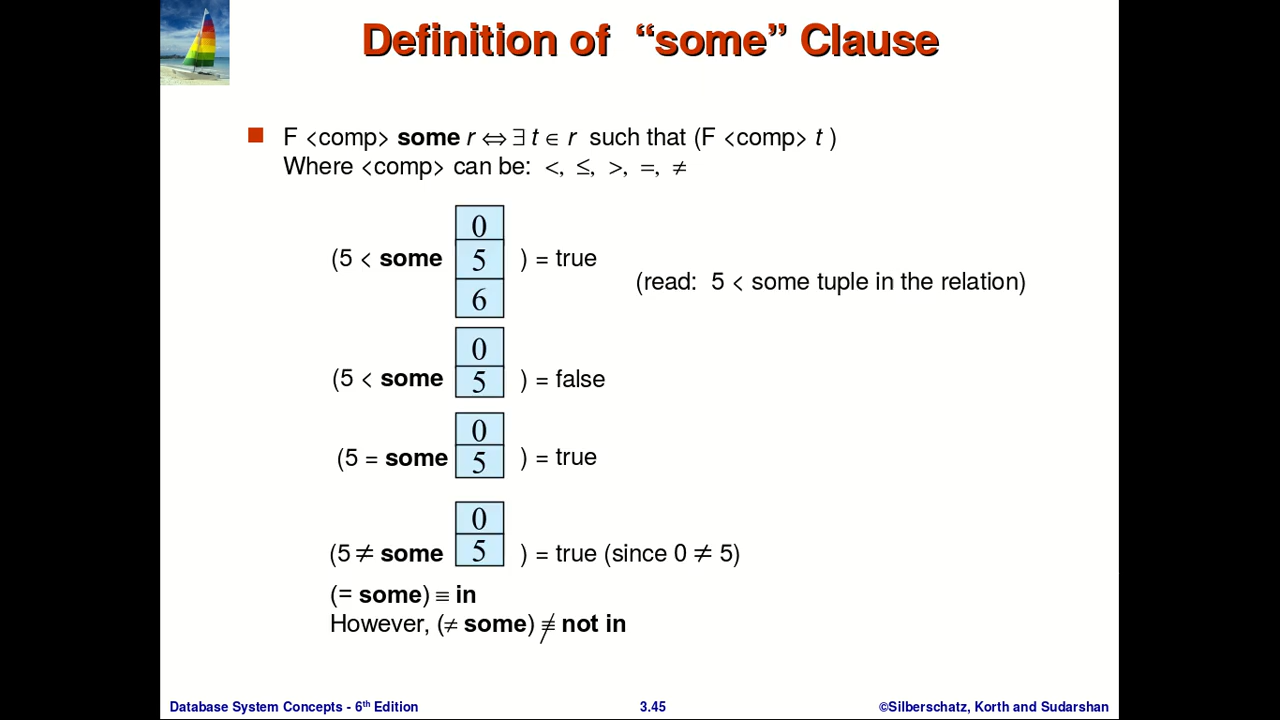 Definition of “some” Clause
F <comp> some r ⇔ ∃ t ∈ r such that (F <comp> t )
Where <comp> can be: <, ≤, >, =, ≠
0
(5 < some 5 ) = true
(read: 5 < some tuple in the relation)
6
0
(5 < some 5 ) = false
0
(5 = some 5 ) = true
0
(5 ≠ some 5 ) = true (since 0 ≠ 5)
(= some) ≡ in
However, (≠ some) ≢ not in
Database System Concepts - 6th Edition 3.45 ©Silberschatz, Korth and Sudarshan